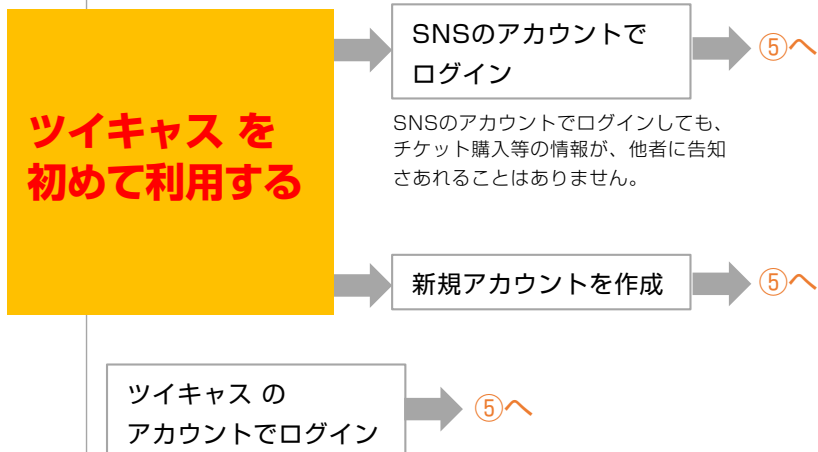 ツイキャス を
初めて利用する
SNSのアカウントで
ログイン
⑤へ
SNSのアカウントでログインしても、
チケット購入等の情報が、他者に告知
さあれることはありません。
新規アカウントを作成
⑤へ
ツイキャス の
アカウントでログイン
⑤へ